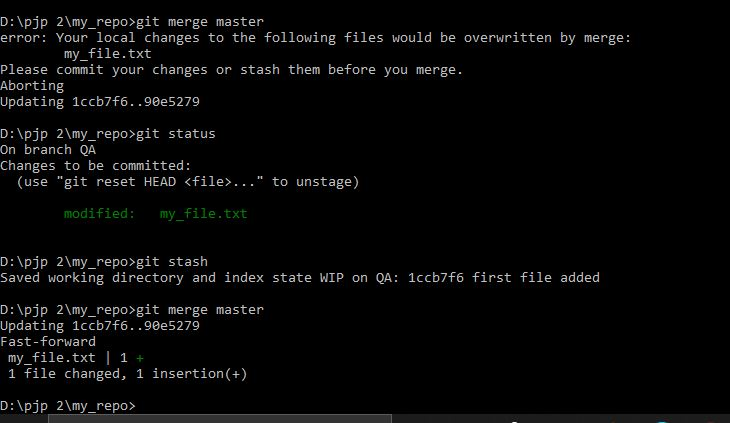 D:\pjp 2\my_repo>git merge master
error: Your local changes to the following files would be overwritten by merge:
        my_file.txt
Please commit your changes or stash them before you merge.
Aborting
Updating 1ccb7f6..90e5279
D:\pjp 2\my_repo>git status
On branch QA
Changes to be committed:
  (use "git reset HEAD <file>..." to unstage)
        modified:   my_file.txt
D:\pjp 2\my_repo>git stash
Saved working directory and index state WIP on QA: 1ccb7f6 first file added
D:\pjp 2\my_repo>git merge master
Updating 1ccb7f6..90e5279
Fast-forward
 my_file.txt | 1 +
 1 file changed, 1 insertion(+)
D:\pjp 2\my_repo>